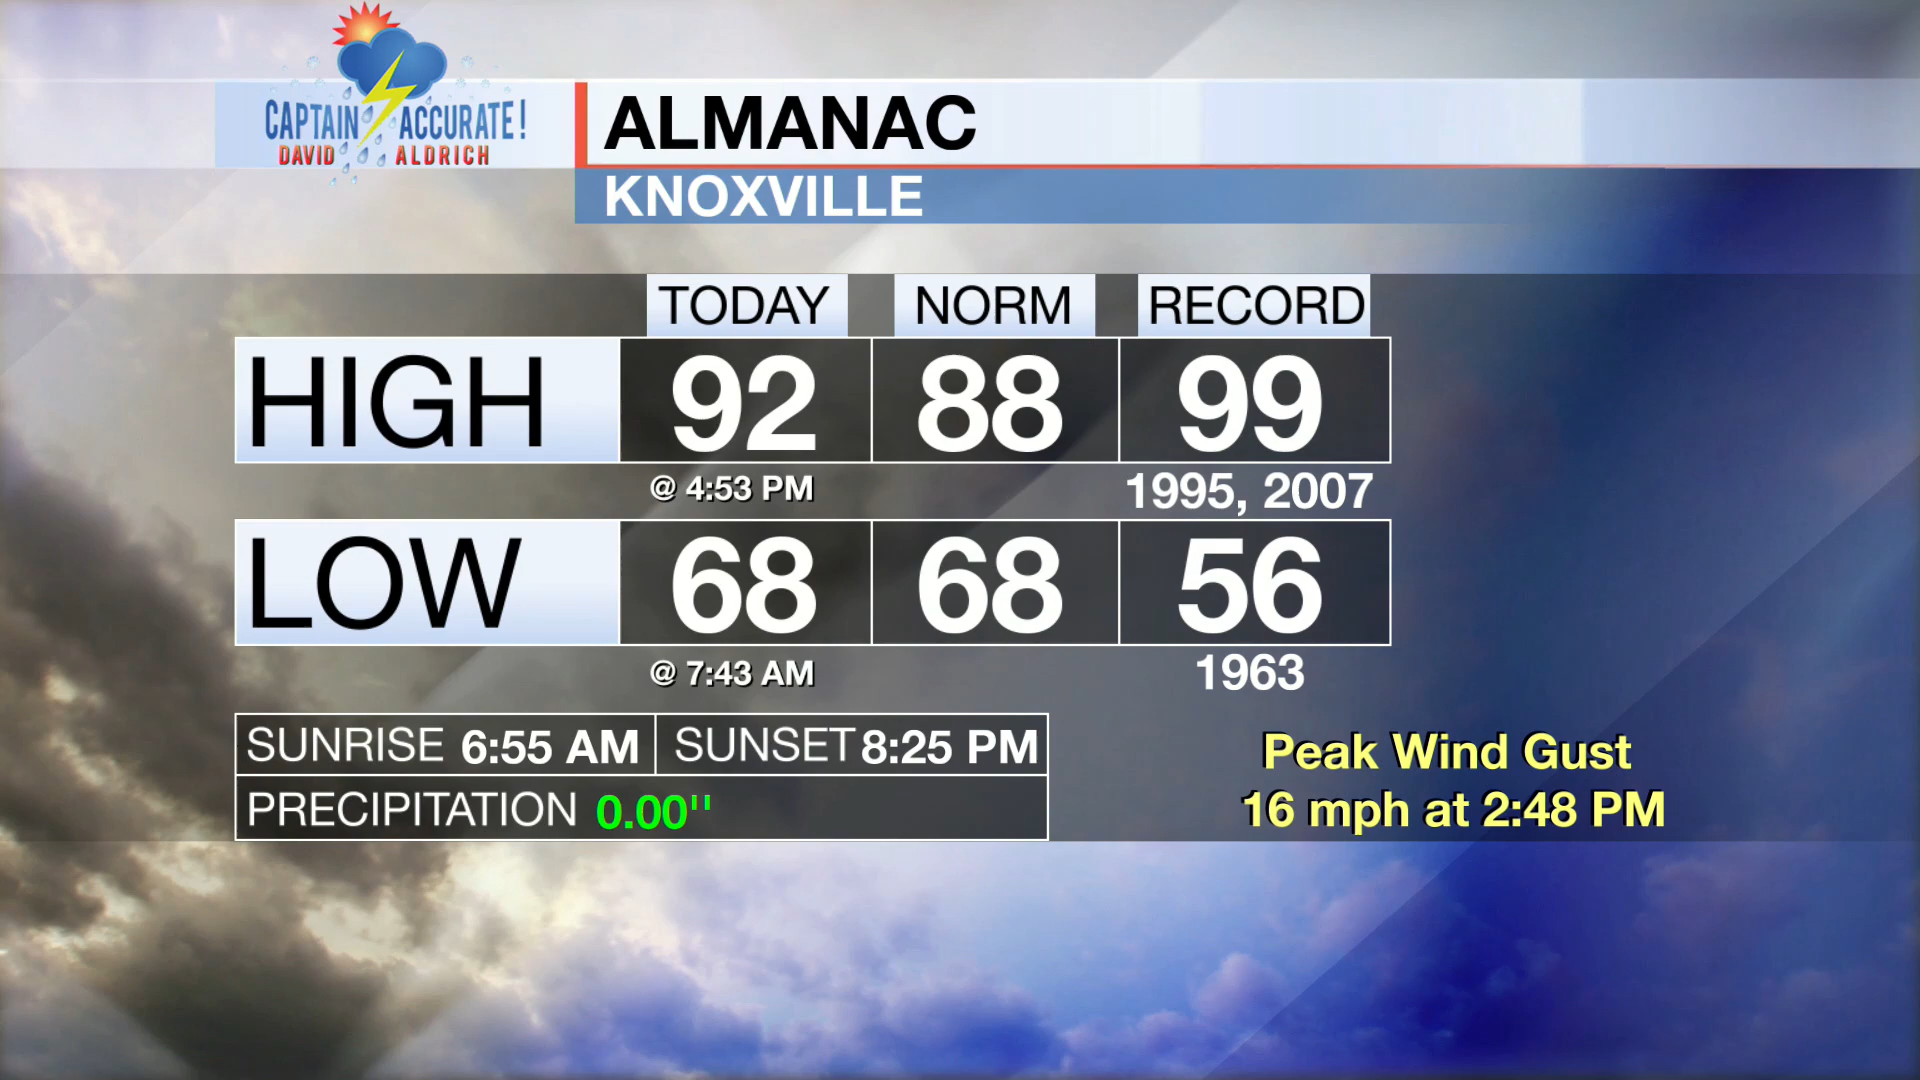 CAPTAIN ACCURATE!
DAVID ALDRICH
ALMANAC
KNOXVILLE
TODAY NORM RECORD
HIGH 92 88 99
@ 4:53 PM 1995, 2007
LOW 68 68 56
@ 7:43 AM 1963
SUNRISE 6:55 AM SUNSET 8:25 PM
PRECIPITATION 0.00"
Peak Wind Gust
16 mph at 2:48 PM